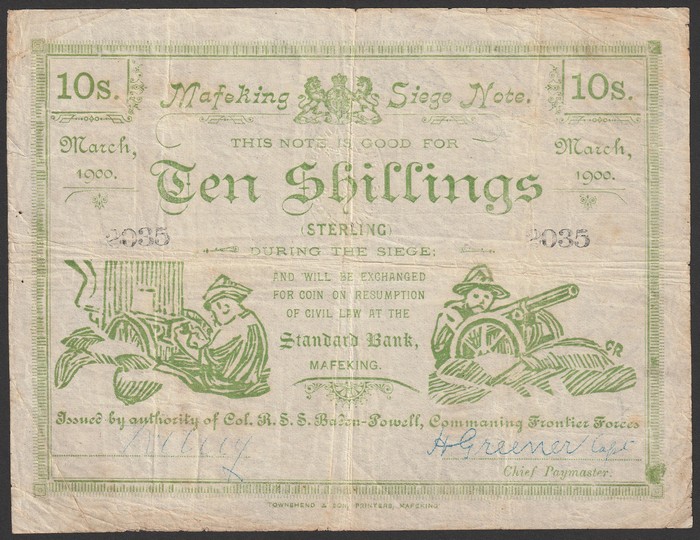 10s. Mafeking Siege Note. 10s.
March, 1900. THIS NOTE IS GOOD FOR March, 1900.
Ten Shillings
(STERLING)
2035 2035
DURING THE SIEGE;
AND WILL BE EXCHANGED
FOR COIN ON RESUMPTION
OF CIVIL LAW AT THE
Standard Bank,
MAFEKING.
CR
Issued by authority of Col. R. S. S. Baden-Powell, Commaning Frontier Forces
H Greener Capt
Chief Paymaster.
TOWNSHEND & SON, PRINTERS, MAFEKING